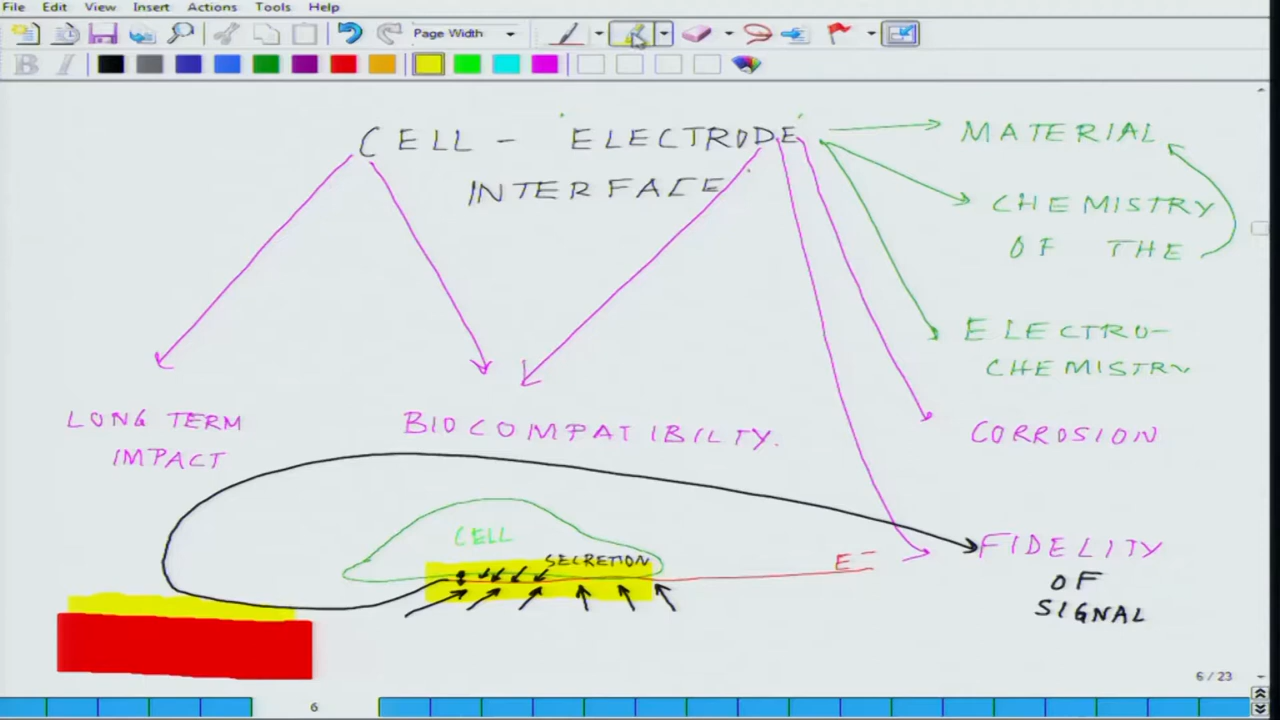 File Edit View Insert Actions Tools Help
Page Width
B I
CELL - ELECTRODE
INTERFACE
MATERIAL
CHEMISTRY
OF THE
ELECTRO-
CHEMISTRY
LONG TERM
IMPACT
BIOCOMPATIBILTY.
CORROSION
CELL
SECRETION
E-
FIDELITY
OF
SIGNAL
6 / 23
6